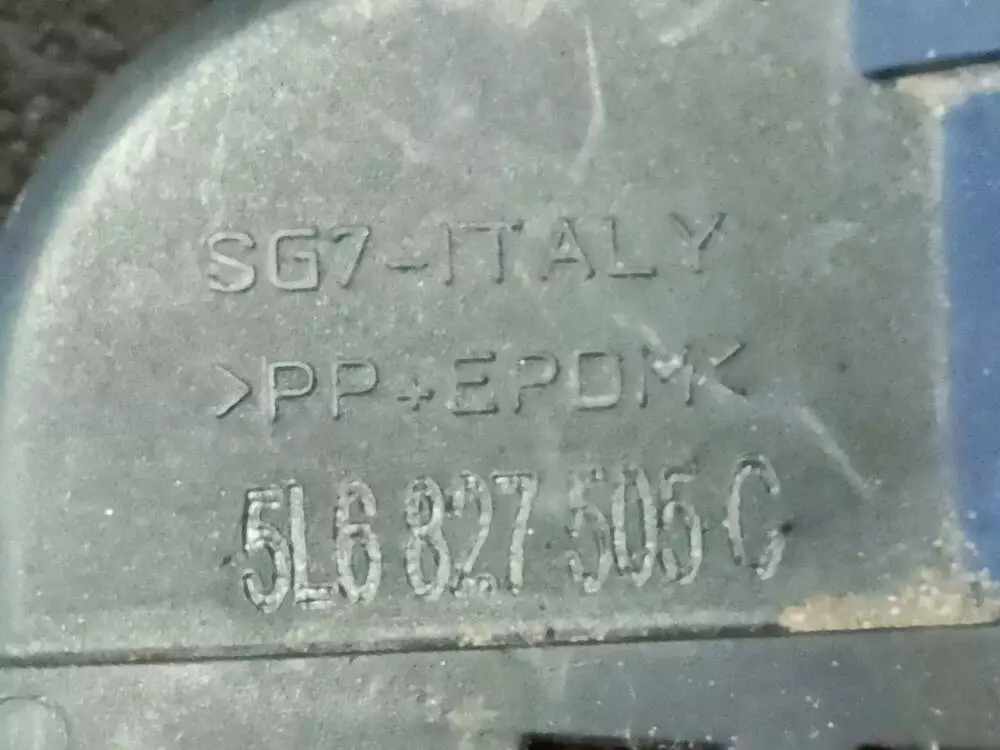 SG7-ITALY
>PP+EPDM<
5L6 827 505 C